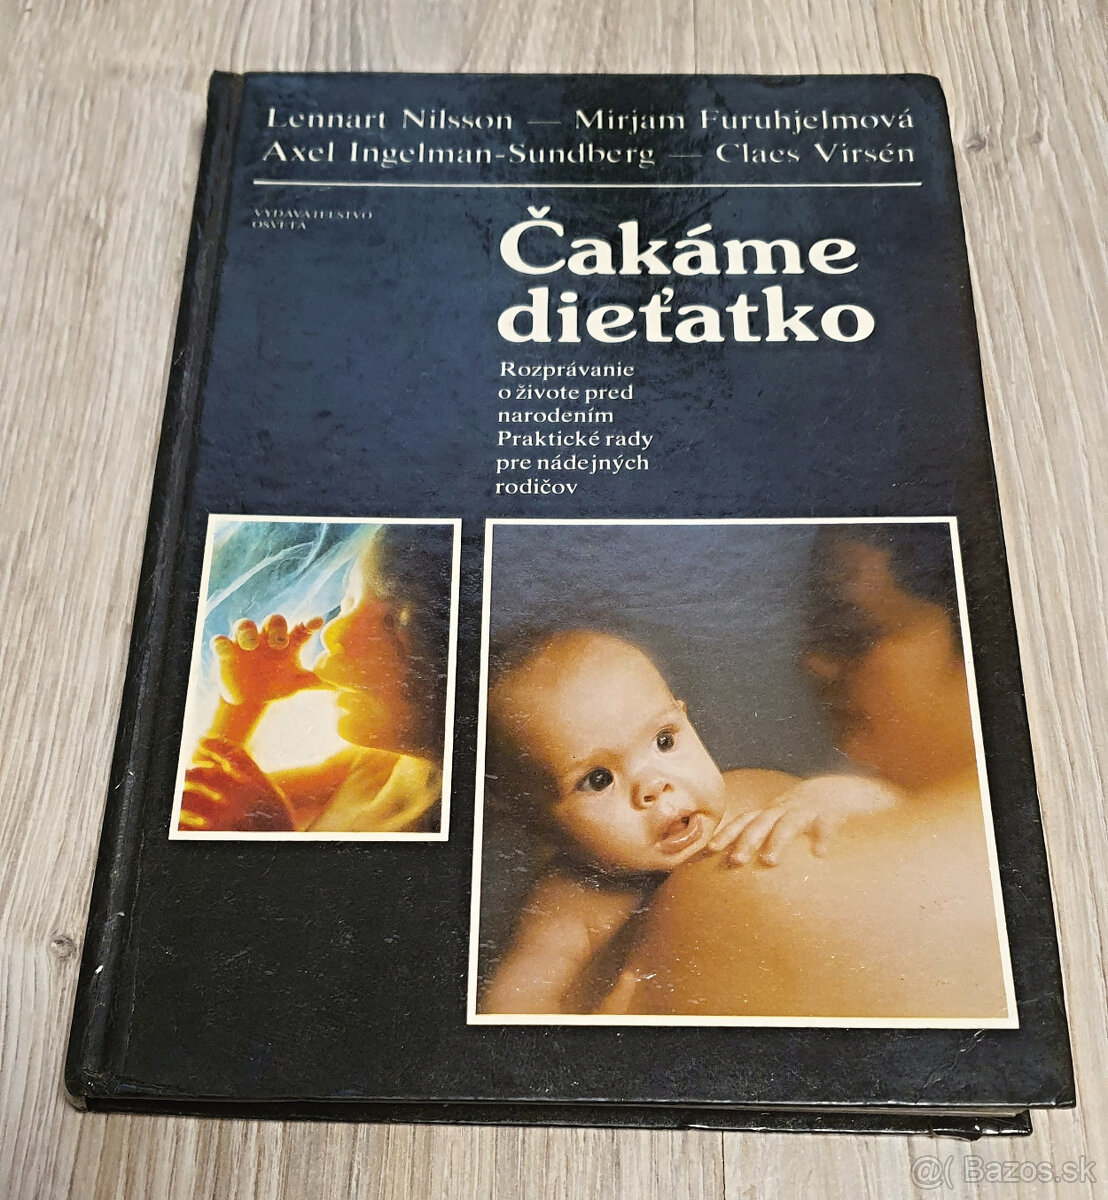 Lennart Nilsson — Mirjam Furuhjelmová
Axel Ingelman-Sundberg — Claes Virsén
VYDAVATEĽSTVO
OSVETA
Čakáme
dieťatko
Rozprávanie
o živote pred
narodením
Praktické rady
pre nádejných
rodičov
@( Bazos.sk